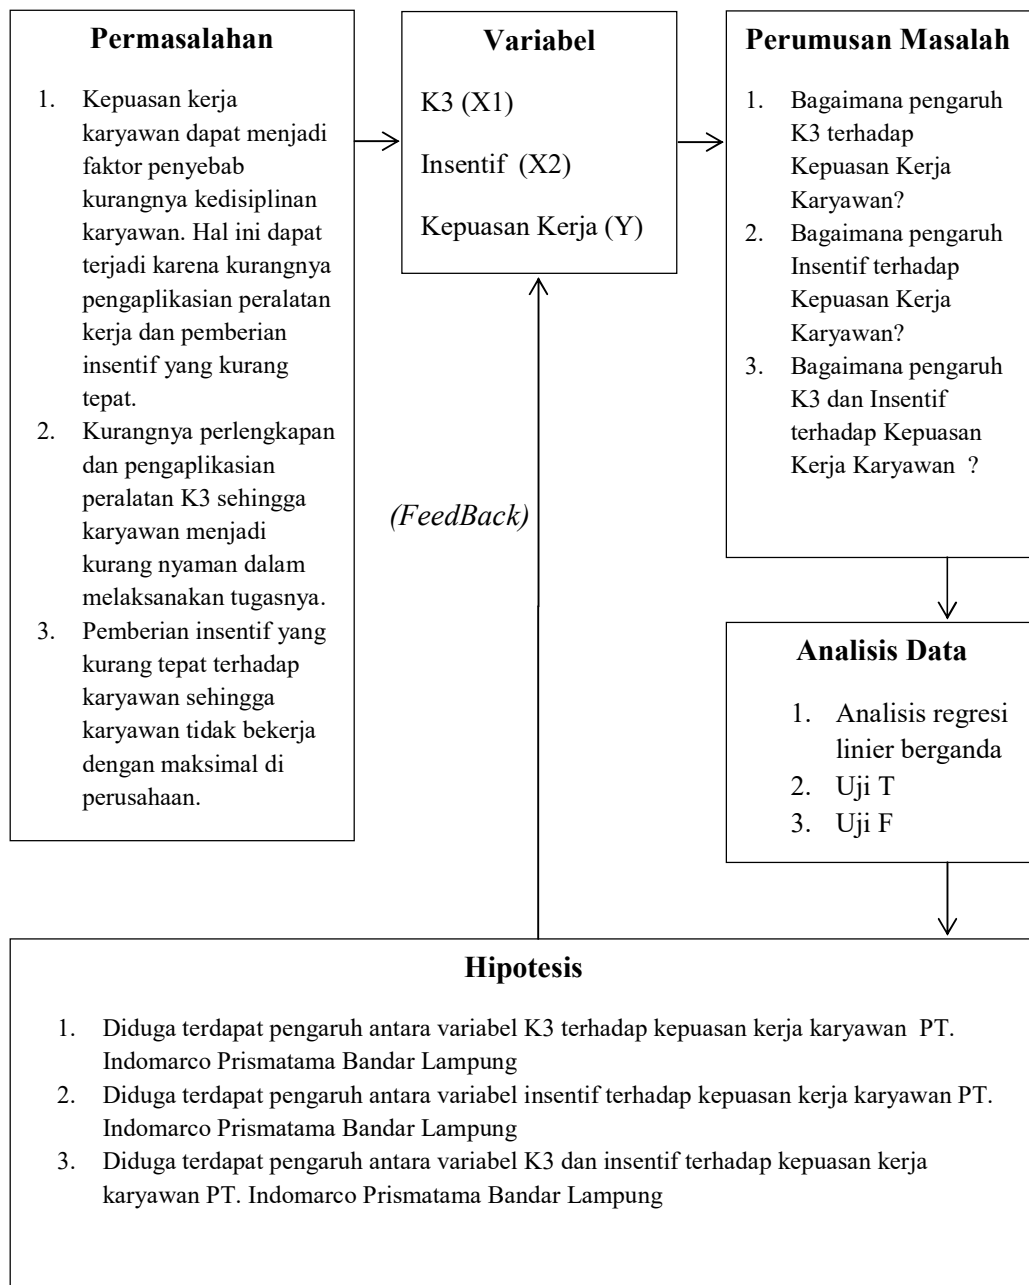 Permasalahan
1. Kepuasan kerja
karyawan dapat menjadi
faktor penyebab
kurangnya kedisiplinan
karyawan. Hal ini dapat
terjadi karena kurangnya
pengaplikasian peralatan
kerja dan pemberian
insentif yang kurang
tepat.
2. Kurangnya perlengkapan
dan pengaplikasian
peralatan K3 sehingga
karyawan menjadi
kurang nyaman dalam
melaksanakan tugasnya.
3. Pemberian insentif yang
kurang tepat terhadap
karyawan sehingga
karyawan tidak bekerja
dengan maksimal di
perusahaan.
Variabel
K3 (X1)
Insentif (X2)
Kepuasan Kerja (Y)
(FeedBack)
Perumusan Masalah
1. Bagaimana pengaruh
K3 terhadap
Kepuasan Kerja
Karyawan?
2. Bagaimana pengaruh
Insentif terhadap
Kepuasan Kerja
Karyawan?
3. Bagaimana pengaruh
K3 dan Insentif
terhadap Kepuasan
Kerja Karyawan ?
Analisis Data
1. Analisis regresi
linier berganda
2. Uji T
3. Uji F
Hipotesis
1. Diduga terdapat pengaruh antara variabel K3 terhadap kepuasan kerja karyawan PT.
Indomarco Prismatama Bandar Lampung
2. Diduga terdapat pengaruh antara variabel insentif terhadap kepuasan kerja karyawan PT.
Indomarco Prismatama Bandar Lampung
3. Diduga terdapat pengaruh antara variabel K3 dan insentif terhadap kepuasan kerja
karyawan PT. Indomarco Prismatama Bandar Lampung